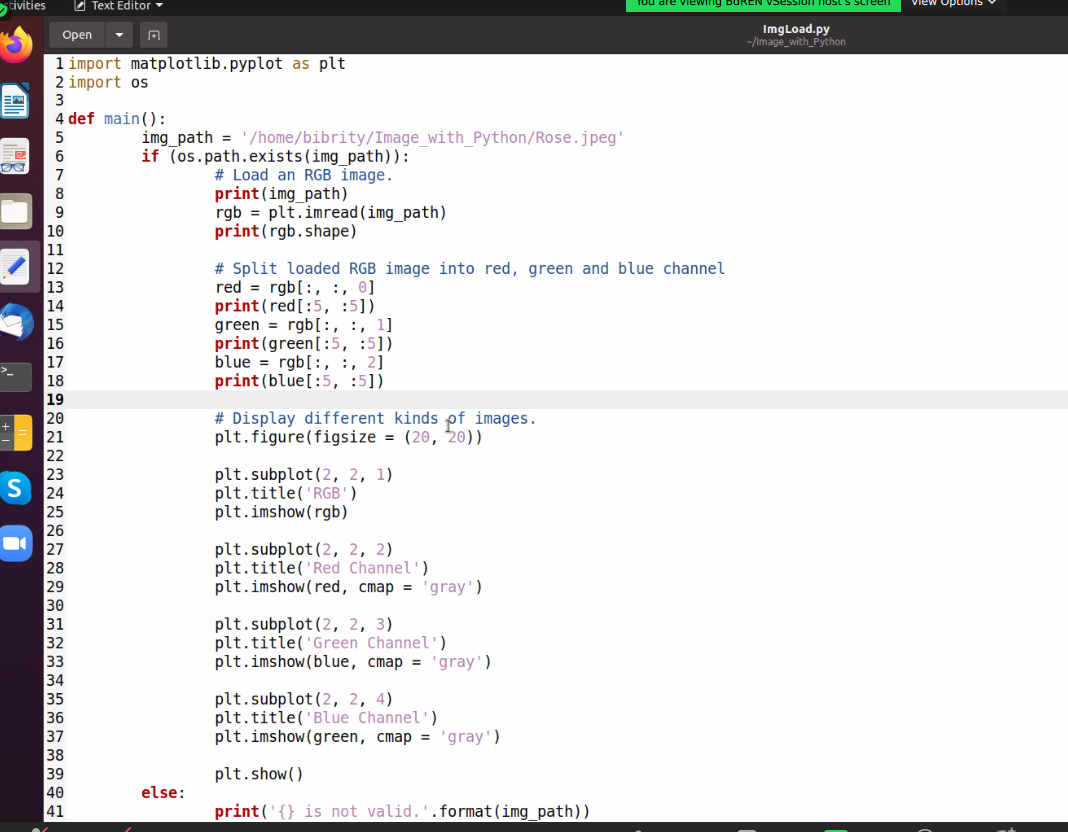 tivities
Text Editor
You are viewing BdREN vSession host's screen
View Options
Open
ImgLoad.py
~/Image_with_Python
1 import matplotlib.pyplot as plt
2 import os
3
4 def main():
5 img_path = '/home/bibrity/Image_with_Python/Rose.jpeg'
6 if (os.path.exists(img_path)):
7 # Load an RGB image.
8 print(img_path)
9 rgb = plt.imread(img_path)
10 print(rgb.shape)
11
12 # Split loaded RGB image into red, green and blue channel
13 red = rgb[:, :, 0]
14 print(red[:5, :5])
15 green = rgb[:, :, 1]
16 print(green[:5, :5])
17 blue = rgb[:, :, 2]
18 print(blue[:5, :5])
19
20 # Display different kinds of images.
21 plt.figure(figsize = (20, 20))
22
23 plt.subplot(2, 2, 1)
24 plt.title('RGB')
25 plt.imshow(rgb)
26
27 plt.subplot(2, 2, 2)
28 plt.title('Red Channel')
29 plt.imshow(red, cmap = 'gray')
30
31 plt.subplot(2, 2, 3)
32 plt.title('Green Channel')
33 plt.imshow(blue, cmap = 'gray')
34
35 plt.subplot(2, 2, 4)
36 plt.title('Blue Channel')
37 plt.imshow(green, cmap = 'gray')
38
39 plt.show()
40 else:
41 print('{} is not valid.'.format(img_path))